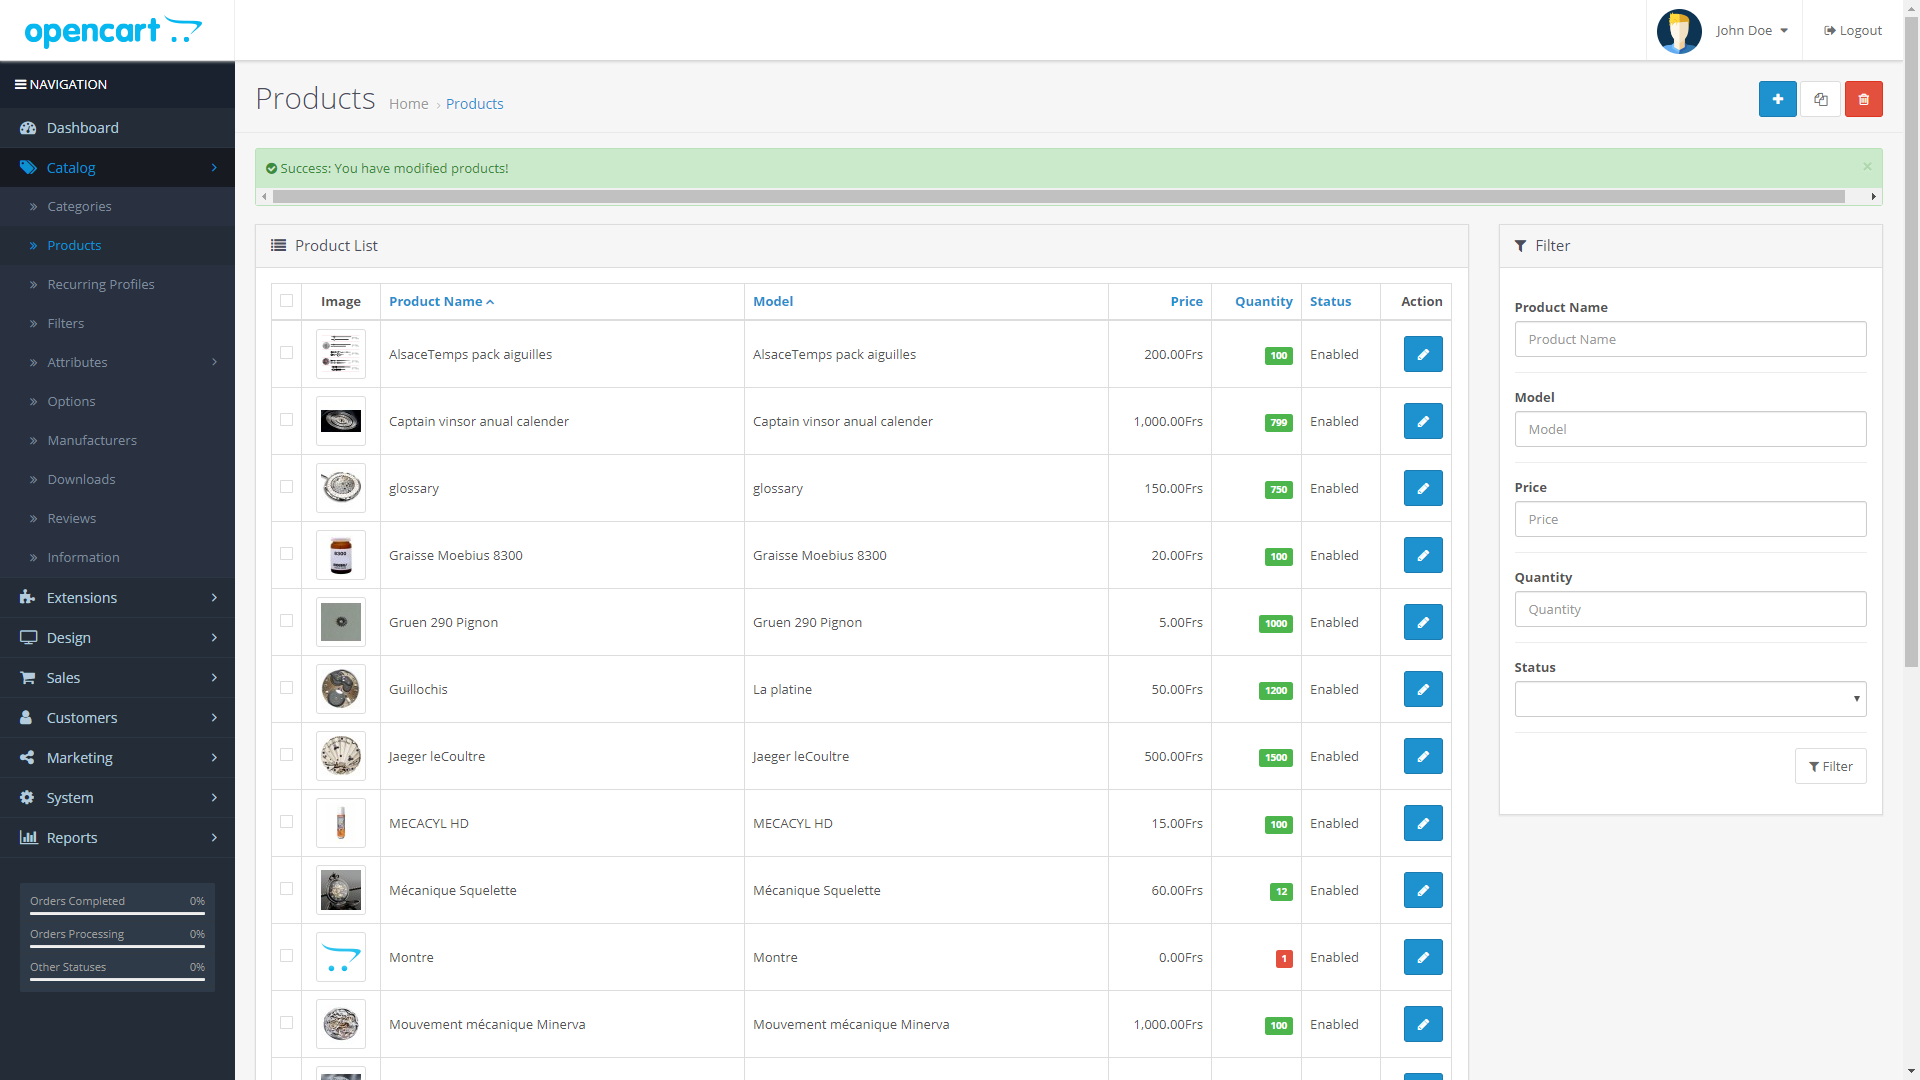 opencart
John Doe
Logout
NAVIGATION
Dashboard
Catalog
Categories
Products
Recurring Profiles
Filters
Attributes
Options
Manufacturers
Downloads
Reviews
Information
Extensions
Design
Sales
Customers
Marketing
System
Reports
Orders Completed 0%
Orders Processing 0%
Other Statuses 0%
Products Home › Products
Success: You have modified products! ×
Product List
Image Product Name Model Price Quantity Status Action
AlsaceTemps pack aiguilles AlsaceTemps pack aiguilles 200.00Frs 100 Enabled
Captain vinsor anual calender Captain vinsor anual calender 1,000.00Frs 799 Enabled
glossary glossary 150.00Frs 750 Enabled
8300
Graisse Moebius 8300 Graisse Moebius 8300 20.00Frs 100 Enabled
Gruen 290 Pignon Gruen 290 Pignon 5.00Frs 1000 Enabled
Guillochis La platine 50.00Frs 1200 Enabled
Jaeger leCoultre Jaeger leCoultre 500.00Frs 1500 Enabled
MECACYL HD MECACYL HD 15.00Frs 100 Enabled
Mécanique Squelette Mécanique Squelette 60.00Frs 12 Enabled
Montre Montre 0.00Frs 1 Enabled
Mouvement mécanique Minerva Mouvement mécanique Minerva 1,000.00Frs 100 Enabled
Filter
Product Name
Product Name
Model
Model
Price
Price
Quantity
Quantity
Status
Filter